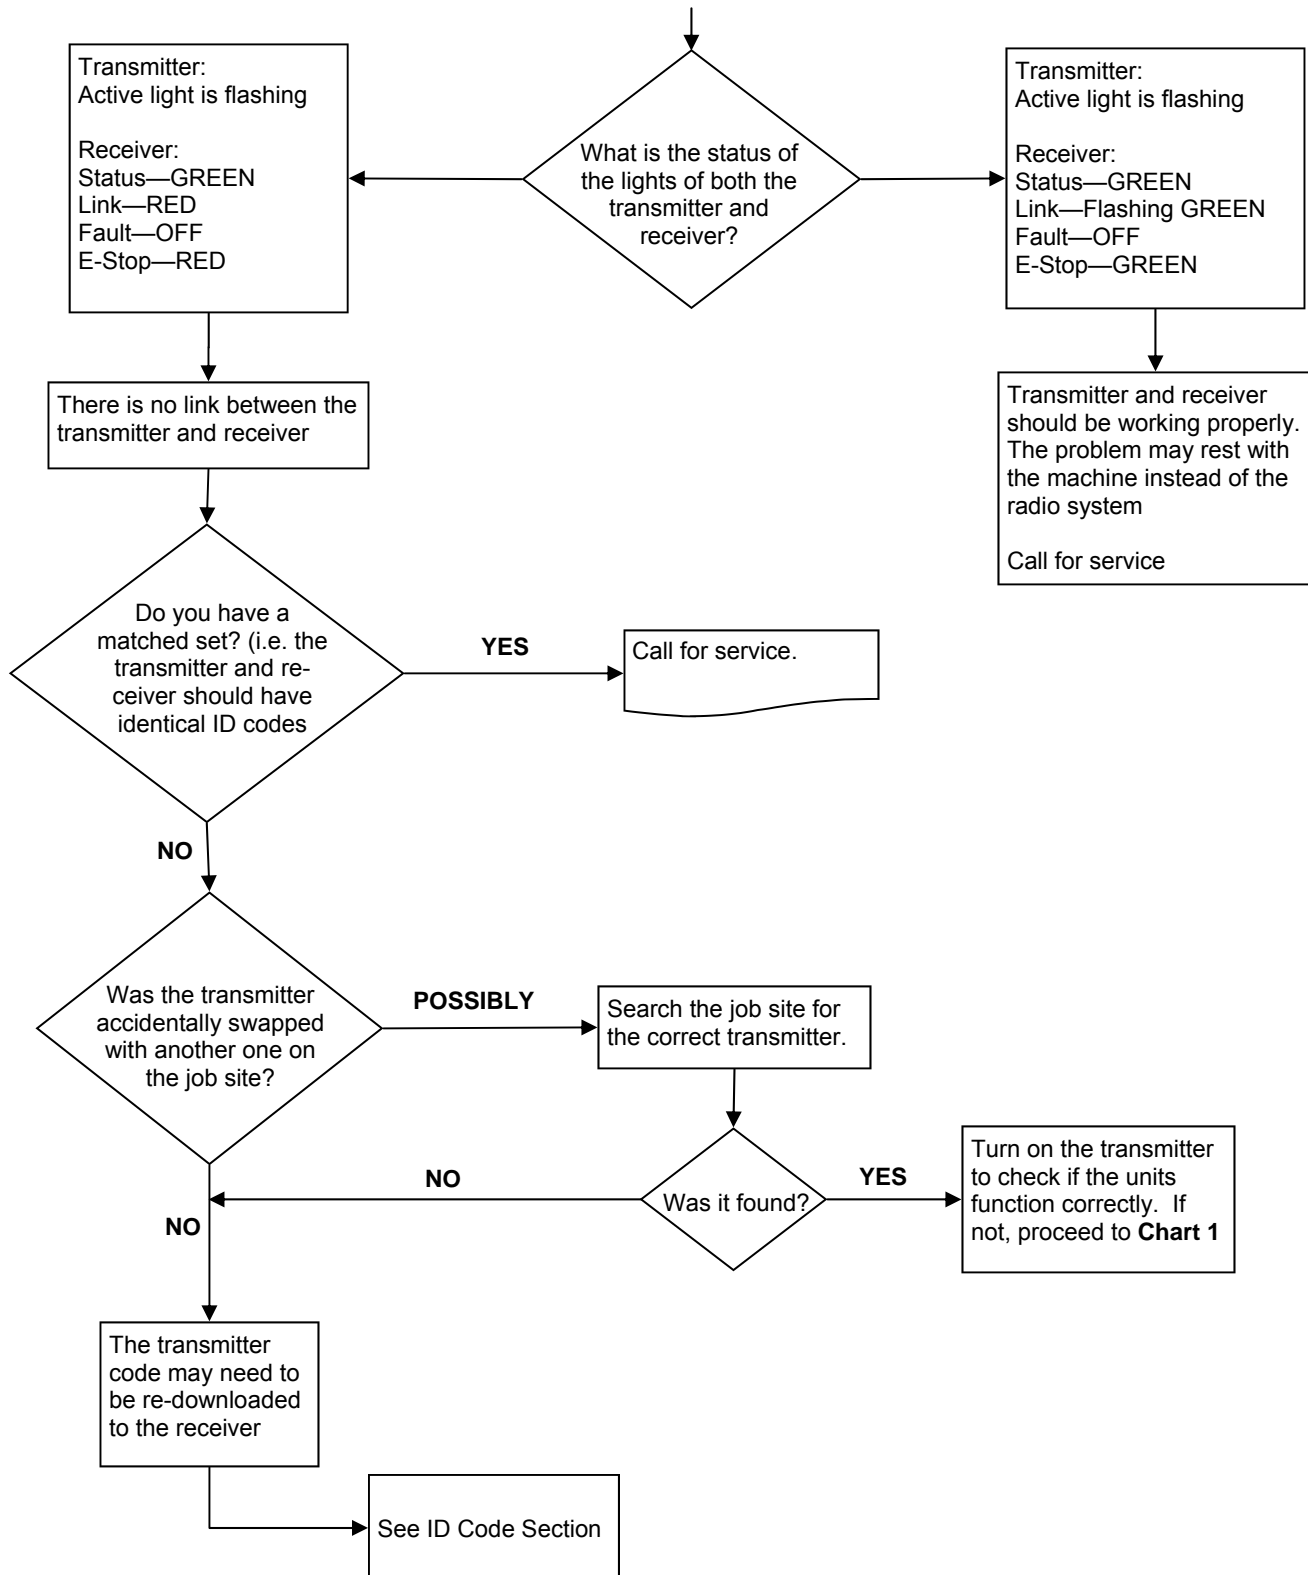 Transmitter:
Active light is flashing
Receiver:
Status—GREEN
Link—RED
Fault—OFF
E-Stop—RED
What is the status of
the lights of both the
transmitter and
receiver?
Transmitter:
Active light is flashing
Receiver:
Status—GREEN
Link—Flashing GREEN
Fault—OFF
E-Stop—GREEN
There is no link between the
transmitter and receiver
Transmitter and receiver
should be working properly.
The problem may rest with
the machine instead of the
radio system
Call for service
Do you have a
matched set? (i.e. the
transmitter and re-
ceiver should have
identical ID codes
YES
Call for service.
NO
Was the transmitter
accidentally swapped
with another one on
the job site?
POSSIBLY
Search the job site for
the correct transmitter.
Was it found?
YES
Turn on the transmitter
to check if the units
function correctly.  If
not, proceed to Chart 1
NO
NO
The transmitter
code may need to
be re-downloaded
to the receiver
See ID Code Section